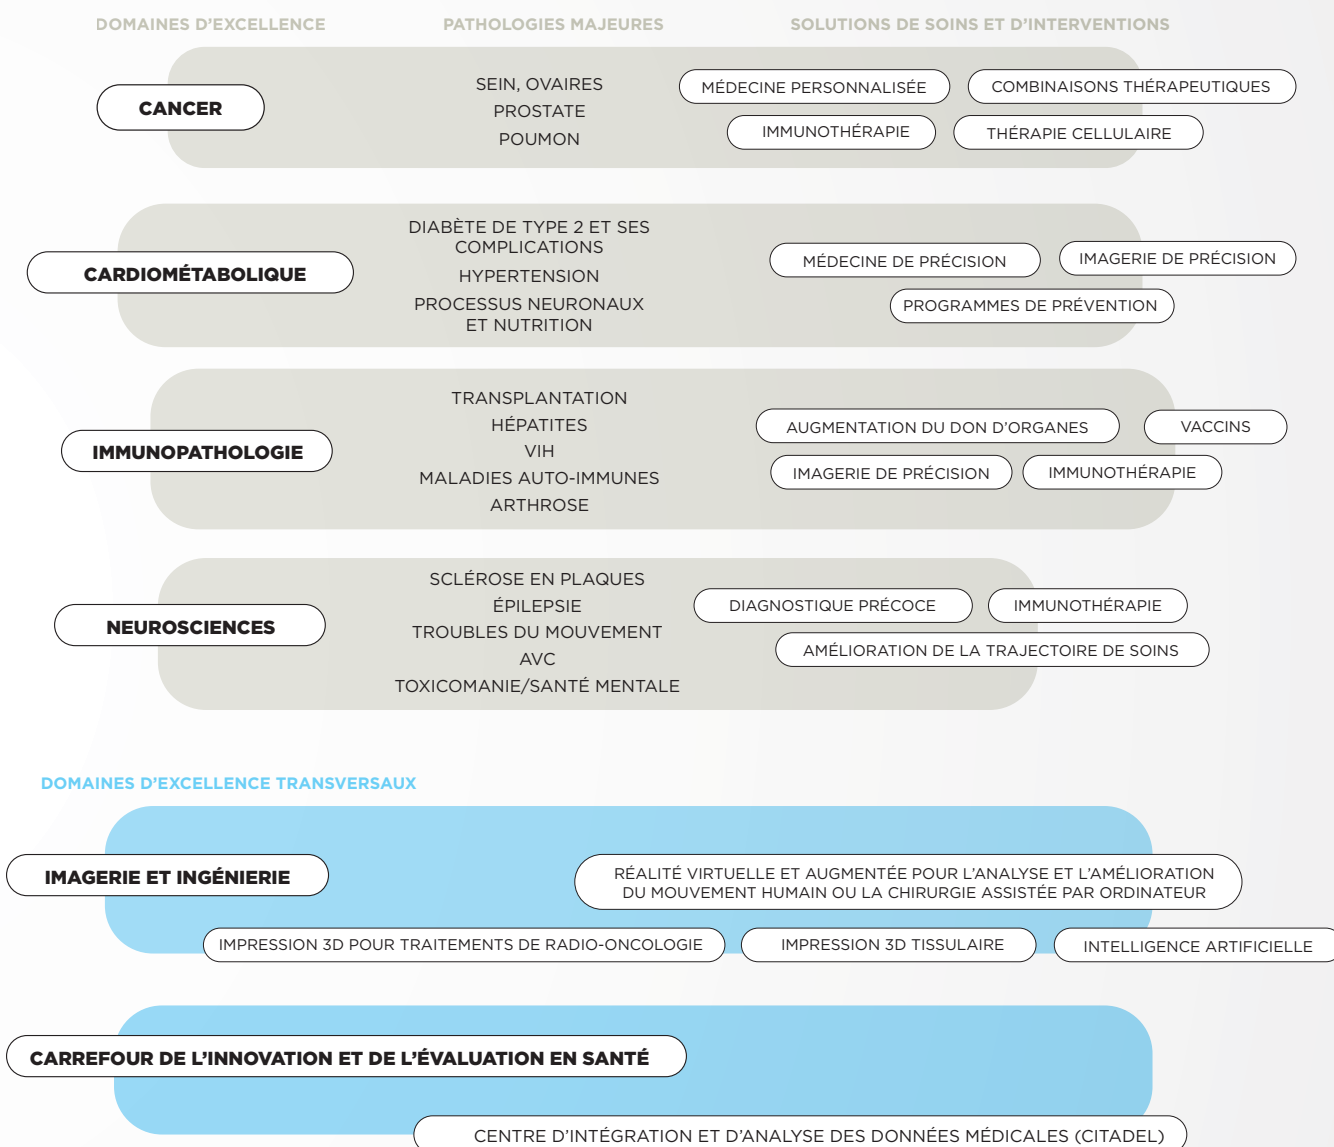 DOMAINES D'EXCELLENCE
PATHOLOGIES MAJEURES
SOLUTIONS DE SOINS ET D'INTERVENTIONS
CANCER
SEIN, OVAIRES
PROSTATE
POUMON
MÉDECINE PERSONNALISÉE
COMBINAISONS THÉRAPEUTIQUES
IMMUNOTHÉRAPIE
THÉRAPIE CELLULAIRE
CARDIOMÉTABOLIQUE
DIABÈTE DE TYPE 2 ET SES
COMPLICATIONS
HYPERTENSION
PROCESSUS NEURONAUX
ET NUTRITION
MÉDECINE DE PRÉCISION
IMAGERIE DE PRÉCISION
PROGRAMMES DE PRÉVENTION
IMMUNOPATHOLOGIE
TRANSPLANTATION
HÉPATITES
VIH
MALADIES AUTO-IMMUNES
ARTHROSE
AUGMENTATION DU DON D'ORGANES
VACCINS
IMAGERIE DE PRÉCISION
IMMUNOTHÉRAPIE
NEUROSCIENCES
SCLÉROSE EN PLAQUES
ÉPILEPSIE
TROUBLES DU MOUVEMENT
AVC
TOXICOMANIE/SANTÉ MENTALE
DIAGNOSTIQUE PRÉCOCE
IMMUNOTHÉRAPIE
AMÉLIORATION DE LA TRAJECTOIRE DE SOINS
DOMAINES D'EXCELLENCE TRANSVERSAUX
IMAGERIE ET INGÉNIERIE
RÉALITÉ VIRTUELLE ET AUGMENTÉE POUR L'ANALYSE ET L'AMÉLIORATION
DU MOUVEMENT HUMAIN OU LA CHIRURGIE ASSISTÉE PAR ORDINATEUR
IMPRESSION 3D POUR TRAITEMENTS DE RADIO-ONCOLOGIE
IMPRESSION 3D TISSULAIRE
INTELLIGENCE ARTIFICIELLE
CARREFOUR DE L'INNOVATION ET DE L'ÉVALUATION EN SANTÉ
CENTRE D'INTÉGRATION ET D'ANALYSE DES DONNÉES MÉDICALES (CITADEL)